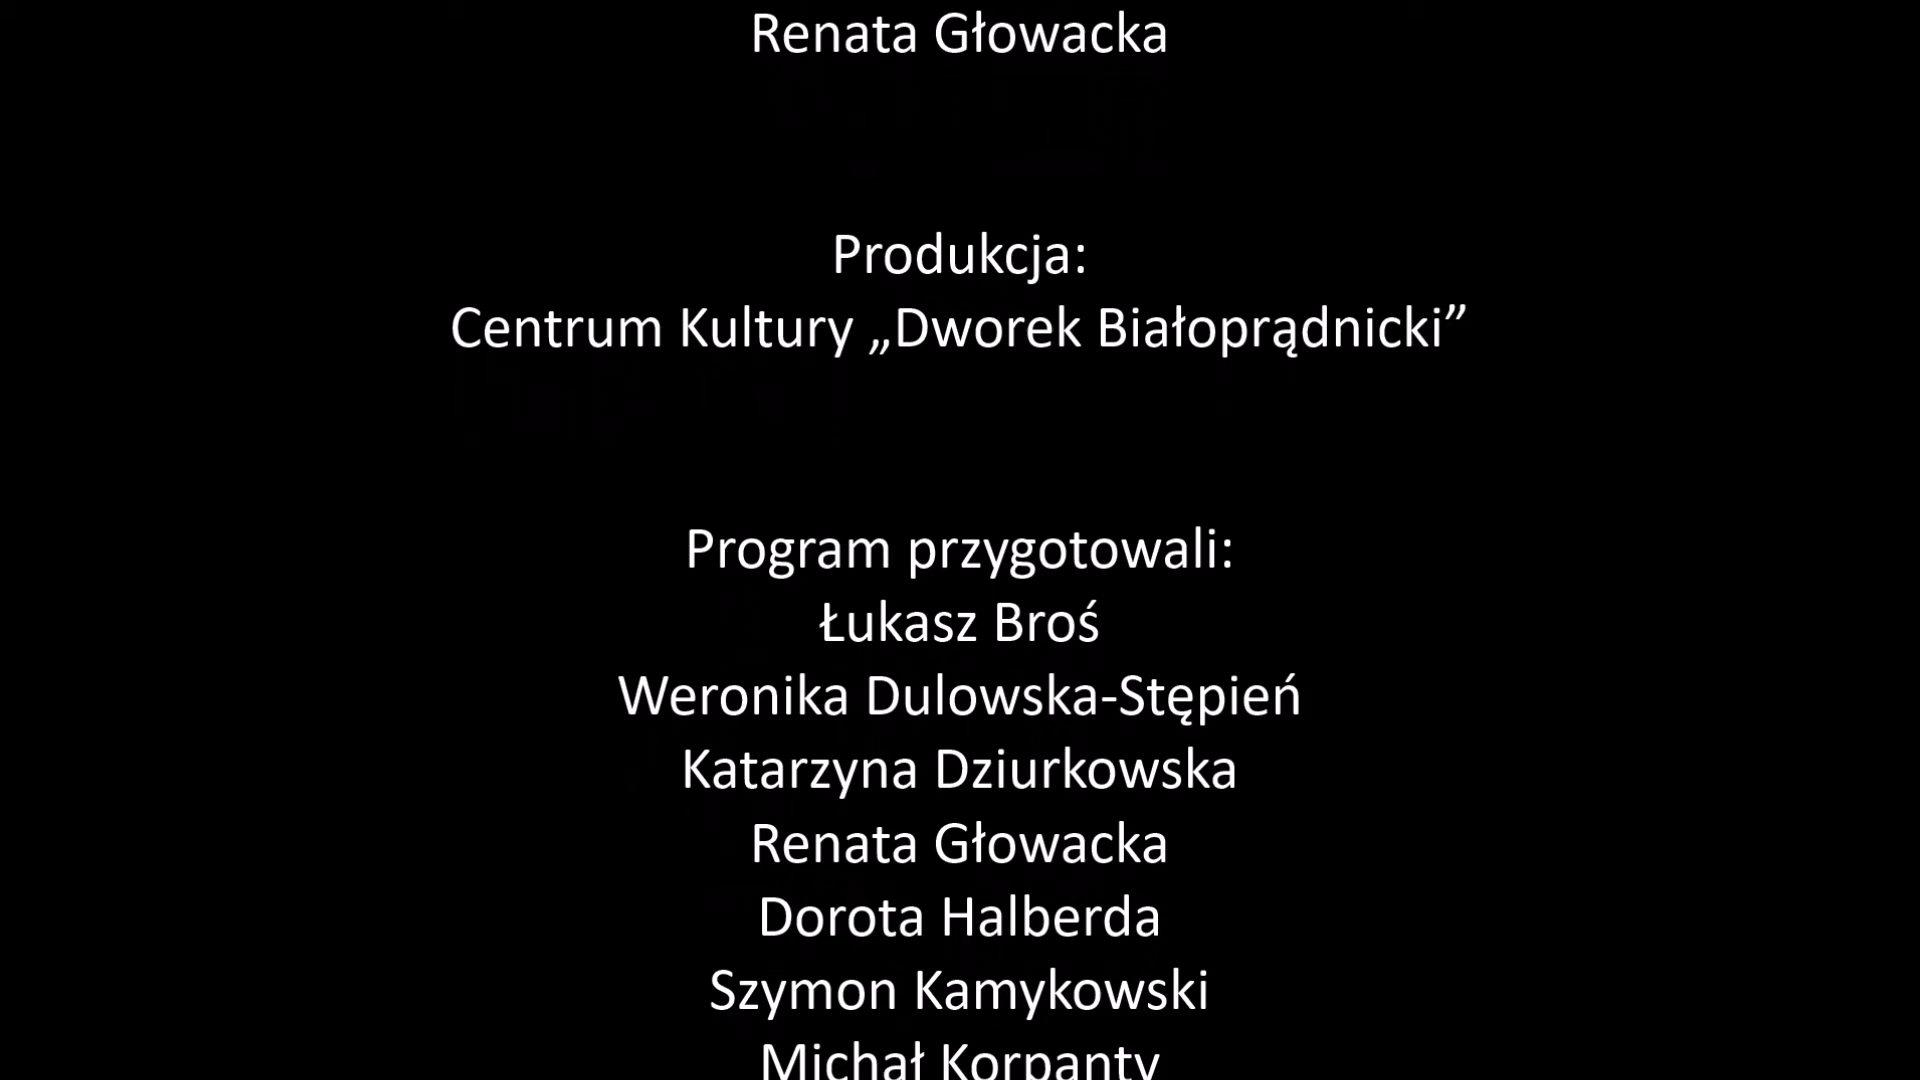 Renata Głowacka
Produkcja:
Centrum Kultury „Dworek Białoprądnicki”
Program przygotowali:
Łukasz Broś
Weronika Dulowska-Stępień
Katarzyna Dziurkowska
Renata Głowacka
Dorota Halberda
Szymon Kamykowski
Michał Korpanty